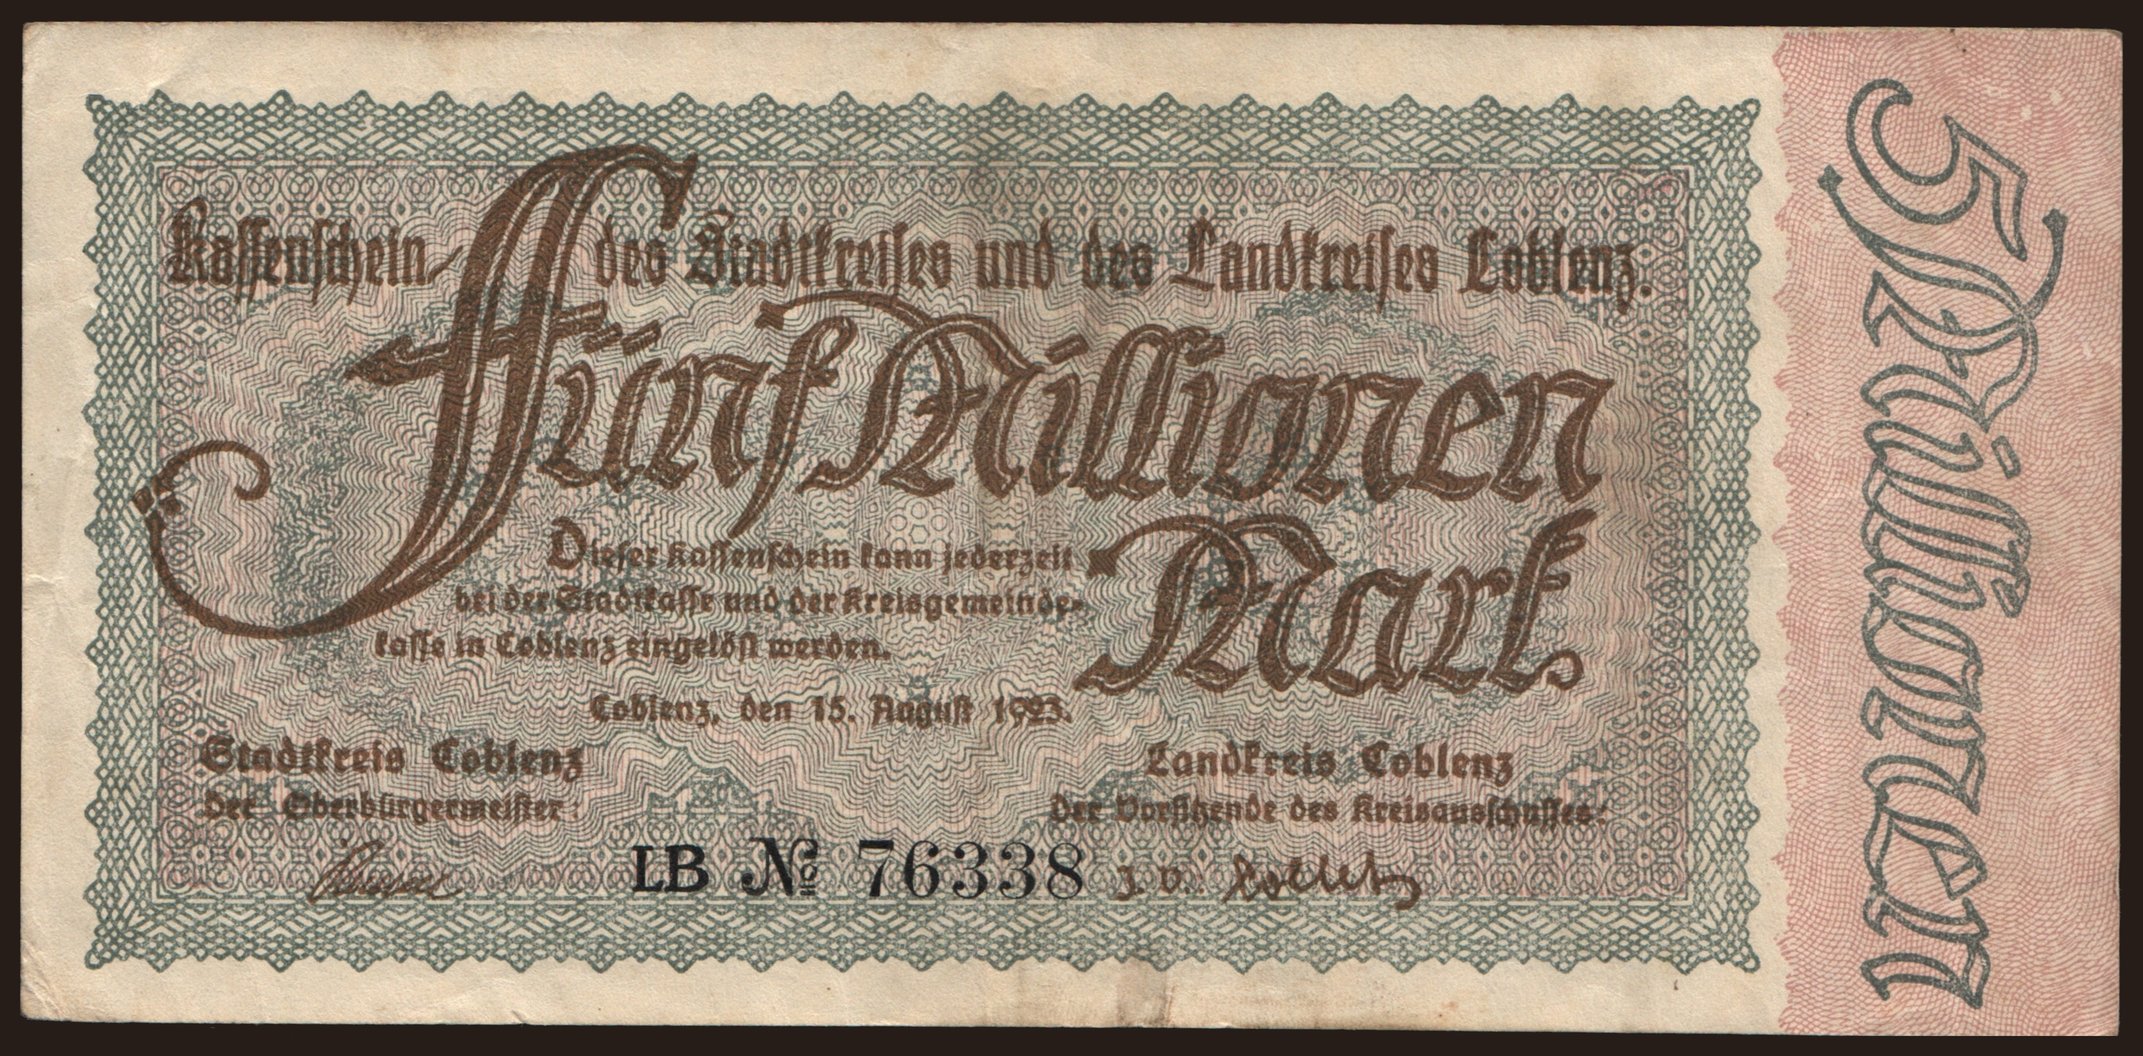 Kassenschein des Stadtkreises und des Landkreises Coblenz.
Fünf Millionen
Mark
Dieser Kassenschein kann jederzeit
bei der Stadtkasse und der Kreisgemeinde-
kasse in Coblenz eingelöst werden.
Coblenz, den 15. August 1923.
Stadtkreis Coblenz
Der Oberbürgermeister:
Landkreis Coblenz
Der Vorsitzende des Kreisausschusses:
LB № 76338
J. V.
5 Millionen